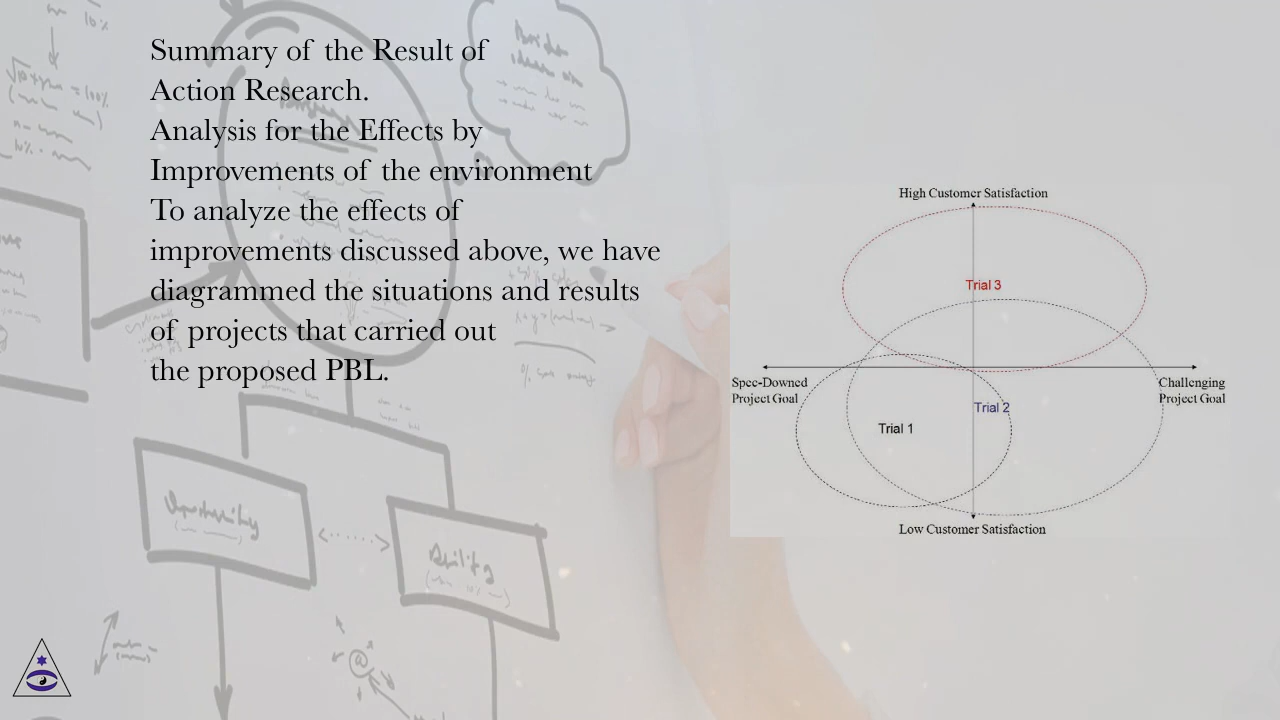 Summary of the Result of
Action Research.
Analysis for the Effects by
Improvements of the environment
To analyze the effects of
improvements discussed above, we have
diagrammed the situations and results
of projects that carried out
the proposed PBL.
High Customer Satisfaction
Trial 3
Spec-Downed
Project Goal
Challenging
Project Goal
Trial 2
Trial 1
Low Customer Satisfaction
Ability